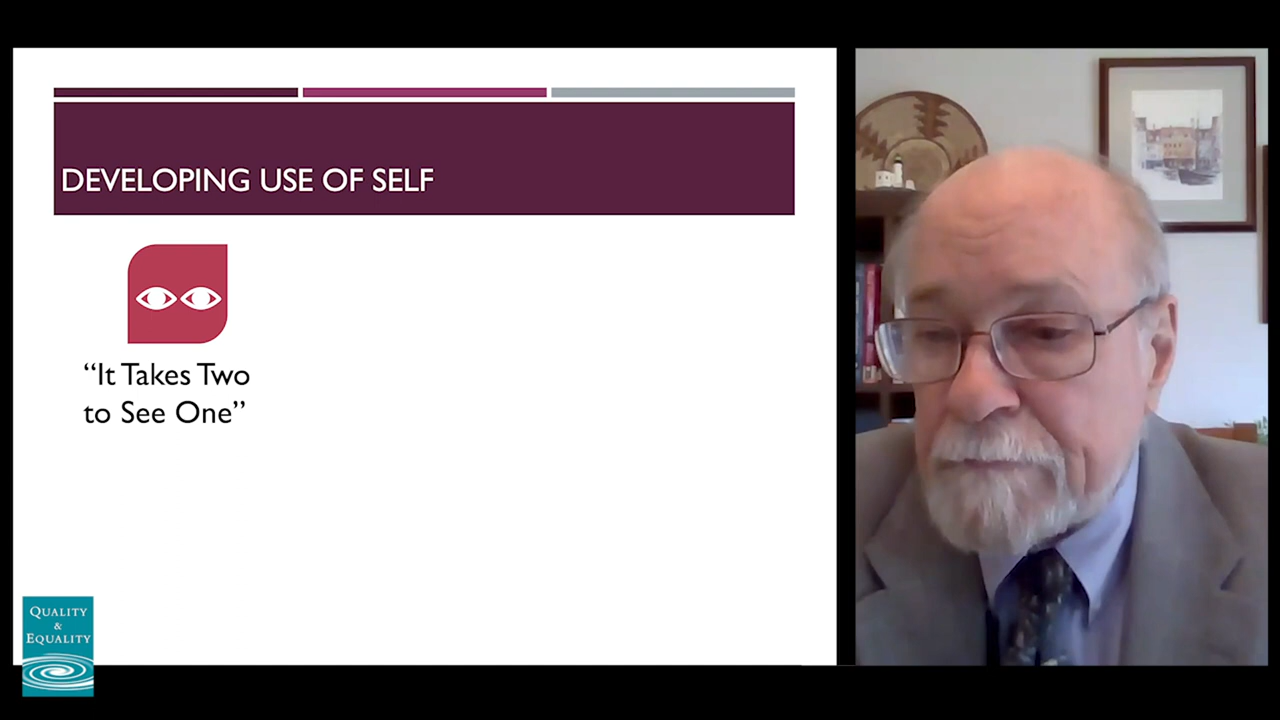 DEVELOPING USE OF SELF
“It Takes Two
to See One”
QUALITY
&
EQUALITY